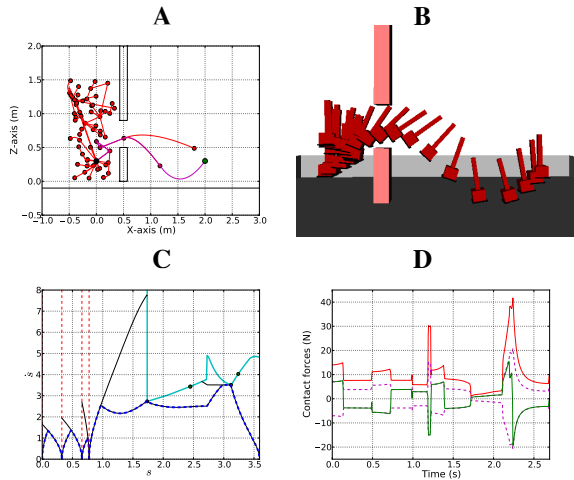 A
B
2.0
1.5
1.0
0.5
0.0
−0.5
Z-axis (m)
−1.0 −0.5 0.0 0.5 1.0 1.5 2.0 2.5 3.0
X-axis (m)
C
D
8
7
6
5
4
3
2
1
0
ṡ
0.0 0.5 1.0 1.5 2.0 2.5 3.0 3.5
s
40
30
20
10
0
−10
−20
Contact forces (N)
0.0 0.5 1.0 1.5 2.0 2.5
Time (s)